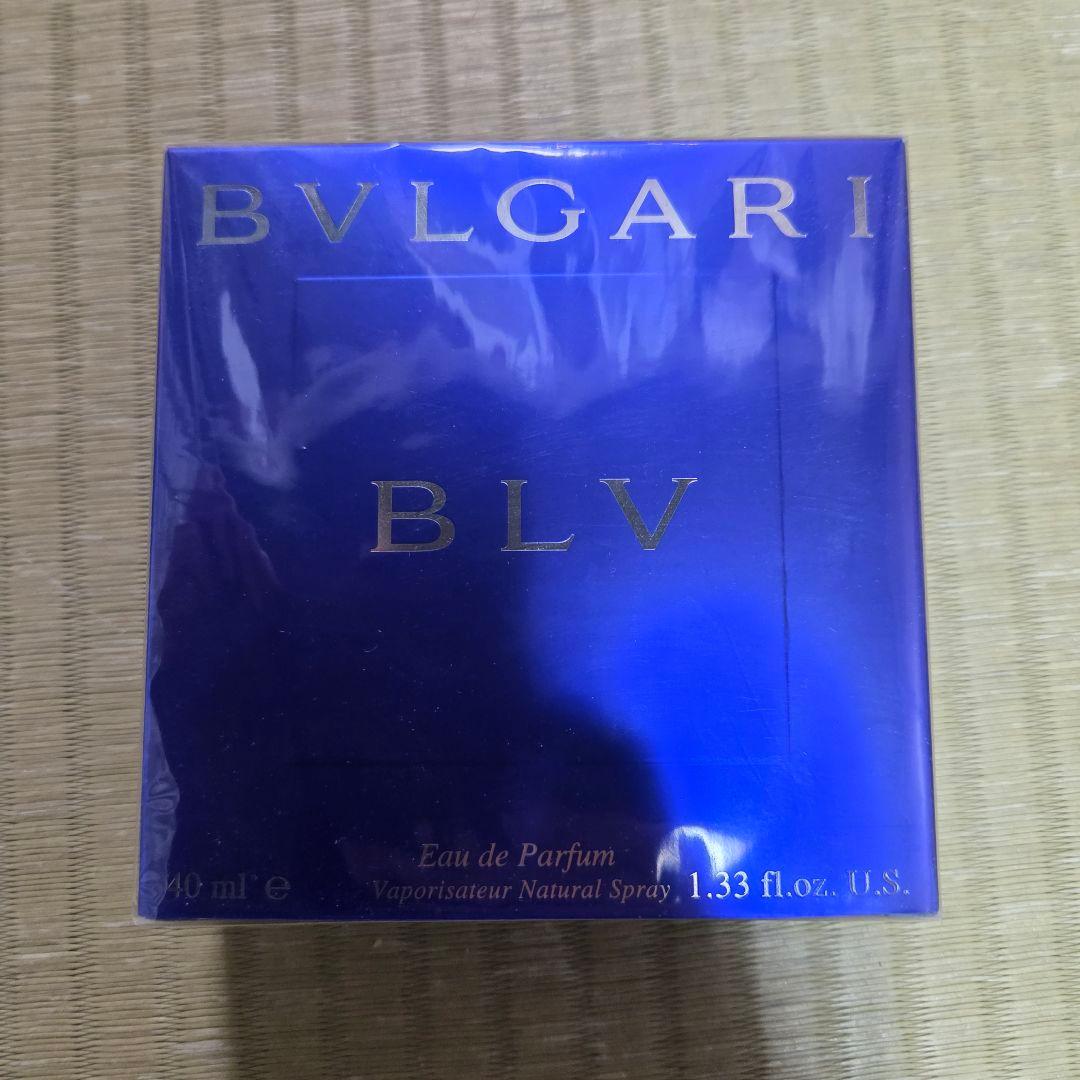 BVLGARI
BLV
Eau de Parfum
40 ml e
Vaporisateur Natural Spray
1.33 fl.oz. U.S.